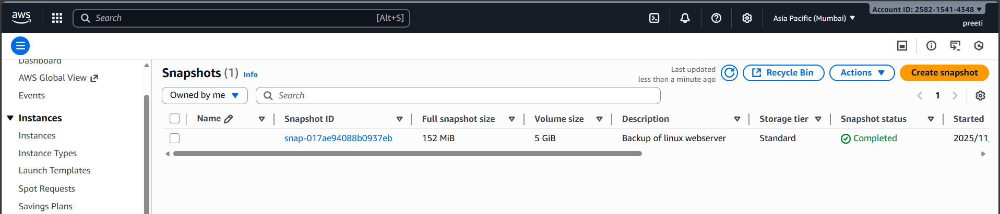 aws
Search [Alt+S]
Asia Pacific (Mumbai)
Account ID: 2582-1541-4348
preeti
Dashboard
AWS Global View
Events
Instances
Instances
Instance Types
Launch Templates
Spot Requests
Savings Plans
Snapshots (1) Info
Last updated
less than a minute ago
Recycle Bin
Actions
Create snapshot
Owned by me
Search
1
Name Snapshot ID Full snapshot size Volume size Description Storage tier Snapshot status Started
snap-017ae94088b0937eb 152 MiB 5 GiB Backup of linux webserver Standard Completed 2025/11,